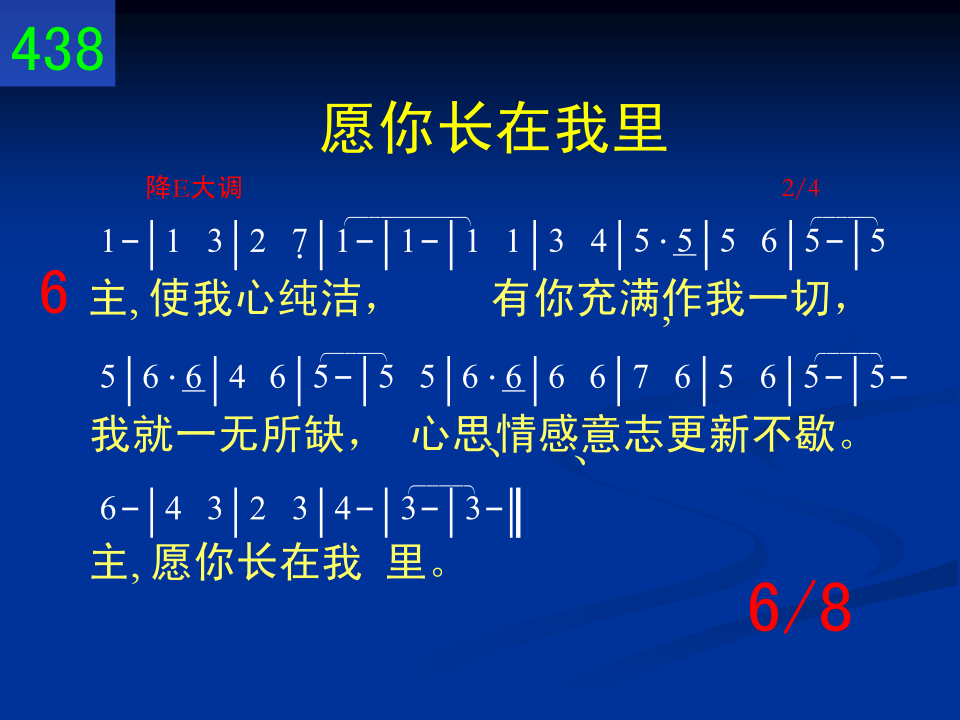 438
愿你长在我里
降E大调 2/4
1-|1 3|2 7̣|1-|1-|1 1|3 4|5·5|5 6|5-|5
6 主,使我心纯洁， 有你充满,作我一切，
5|6·6|4 6|5-|5 5|6·6|6 6|7 6|5 6|5-|5-
我就一无所缺， 心思、情感、意志更新不歇。
6-|4 3|2 3|4-|3-|3-‖
主,愿你长在我 里。
6/8